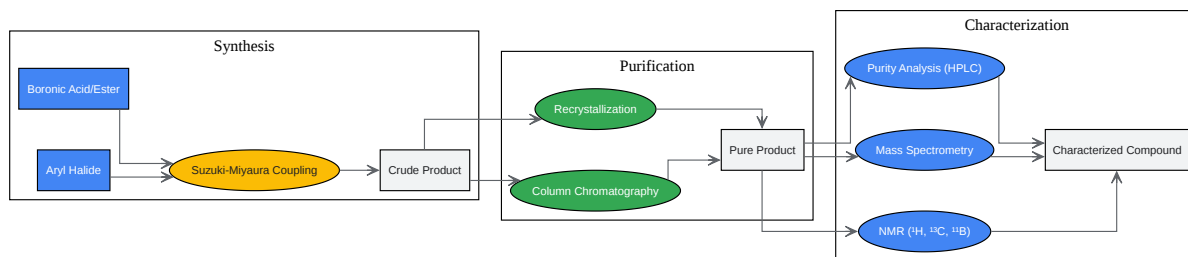 Synthesis
Boronic Acid/Ester
Aryl Halide
Suzuki-Miyaura Coupling
Crude Product
Purification
Recrystallization
Column Chromatography
Pure Product
Characterization
Purity Analysis (HPLC)
Mass Spectrometry
NMR (¹H, ¹³C, ¹¹B)
Characterized Compound